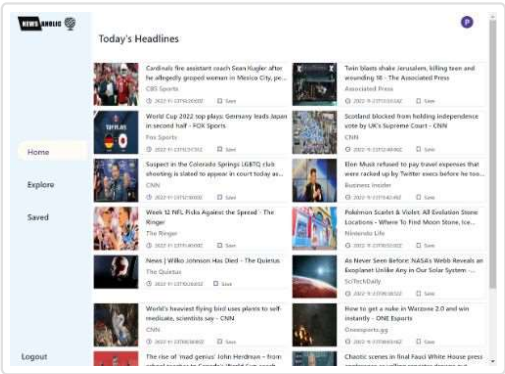 NEWS AHOLIC
P
Today's Headlines
Home
Explore
Saved
Logout
Cardinals fire assistant coach Sean Kugler after
he allegedly groped woman in Mexico City, pe...
CBS Sports
Save
World Cup 2022 top plays: Germany leads Japan
in second half - FOX Sports
Fox Sports
Save
Suspect in the Colorado Springs LGBTQ club
shooting is slated to appear in court today as...
CNN
Save
Week 12 NFL Picks Against the Spread - The
Ringer
The Ringer
Save
News | Wilko Johnson Has Died - The Quietus
The Quietus
Save
World's heaviest flying bird uses plants to self-
medicate, scientists say - CNN
CNN
Save
The rise of 'mad genius' John Herdman – from
Twin blasts shake Jerusalem, killing teen and
wounding 18 - The Associated Press
Associated Press
Save
Scotland blocked from holding independence
vote by UK's Supreme Court - CNN
CNN
Save
Elon Musk refused to pay travel expenses that
were racked up by Twitter execs before he too...
Business Insider
Save
Pokémon Scarlet & Violet: All Evolution Stone
Locations - Where To Find Moon Stone, Ice...
Nintendo Life
Save
As Never Seen Before: NASA's Webb Reveals an
Exoplanet Unlike Any in Our Solar System -...
SciTechDaily
Save
How to get a nuke in Warzone 2.0 and win
instantly - ONE Esports
Oneesports.gg
Save
Chaotic scenes in final Fauci White House press